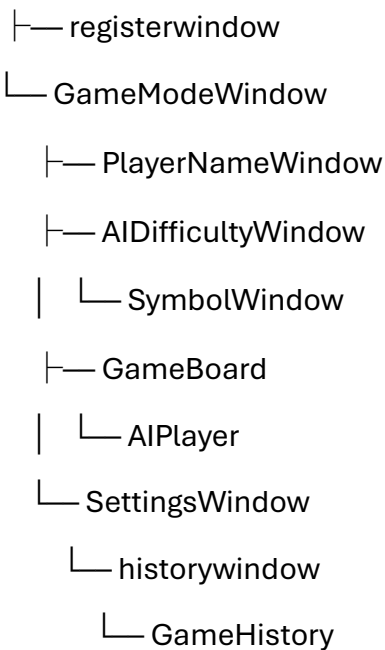 ├── registerwindow
└── GameModeWindow
├── PlayerNameWindow
├── AIDifficultyWindow
│ └── SymbolWindow
├── GameBoard
│ └── AIPlayer
└── SettingsWindow
└── historywindow
└── GameHistory